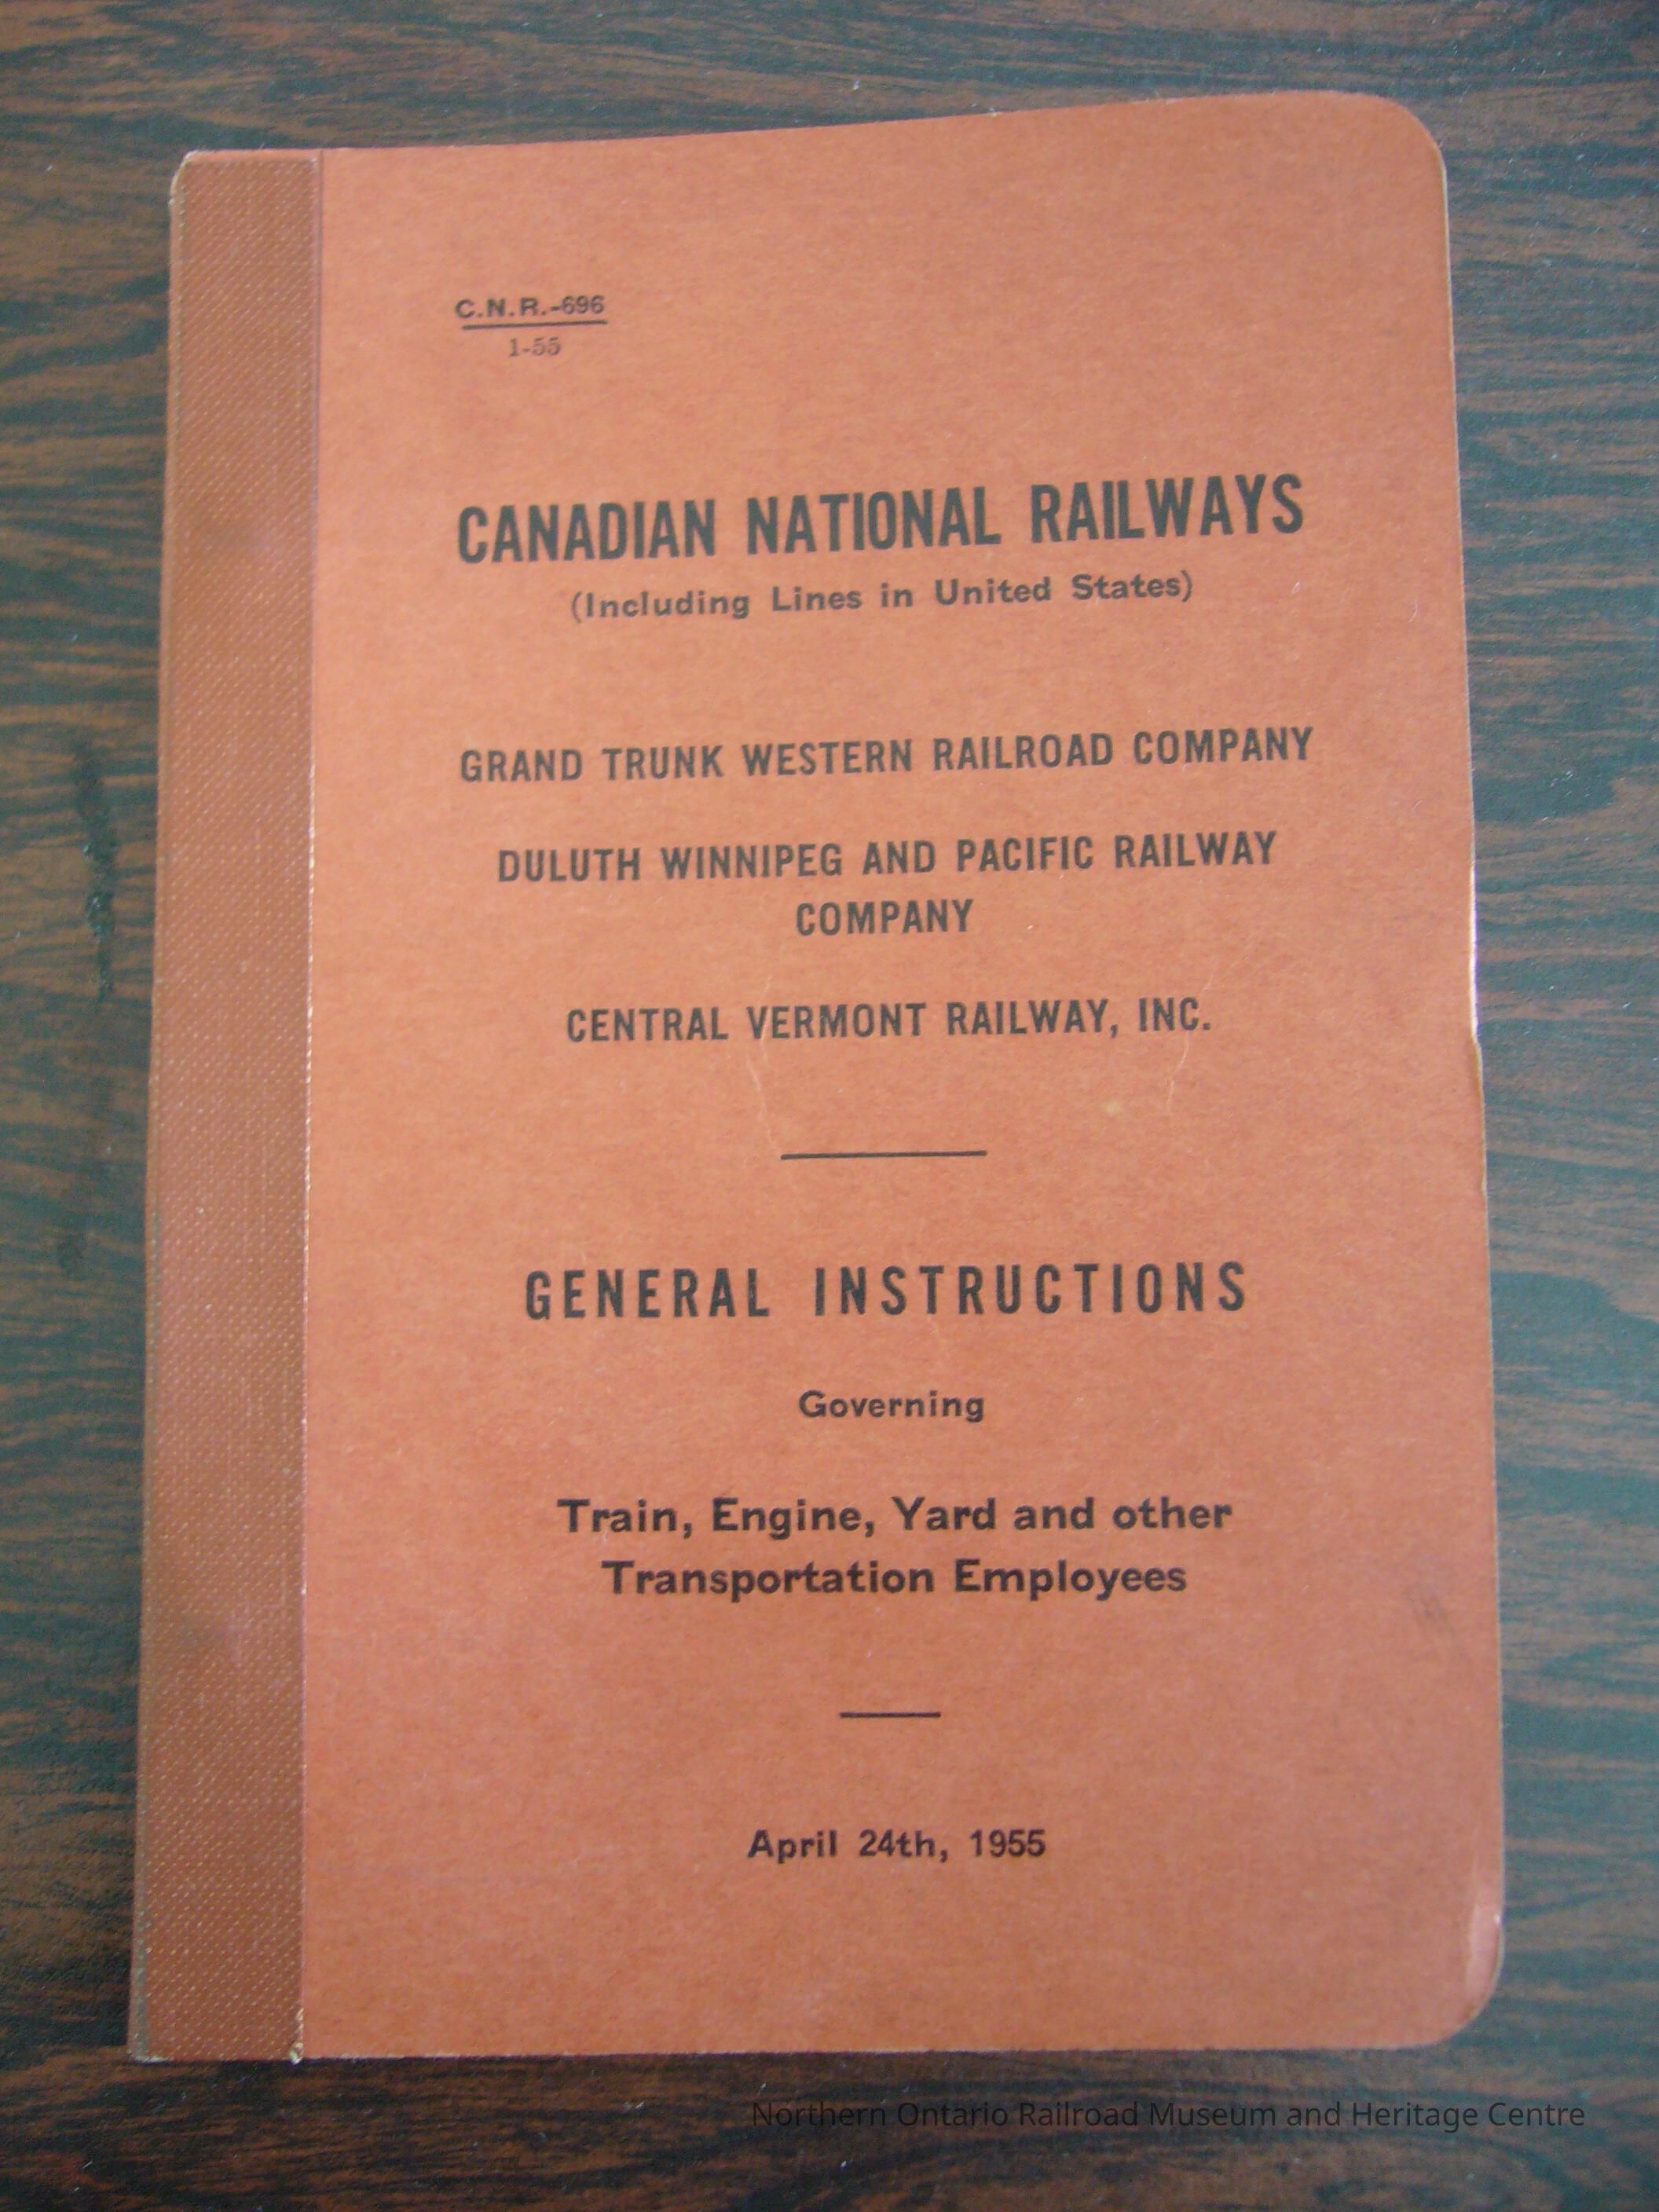 C.N.R.-696
1-55
CANADIAN NATIONAL RAILWAYS
(Including Lines in United States)
GRAND TRUNK WESTERN RAILROAD COMPANY
DULUTH WINNIPEG AND PACIFIC RAILWAY
COMPANY
CENTRAL VERMONT RAILWAY, INC.
GENERAL INSTRUCTIONS
Governing
Train, Engine, Yard and other
Transportation Employees
April 24th, 1955
Northern Ontario Railroad Museum and Heritage Centre